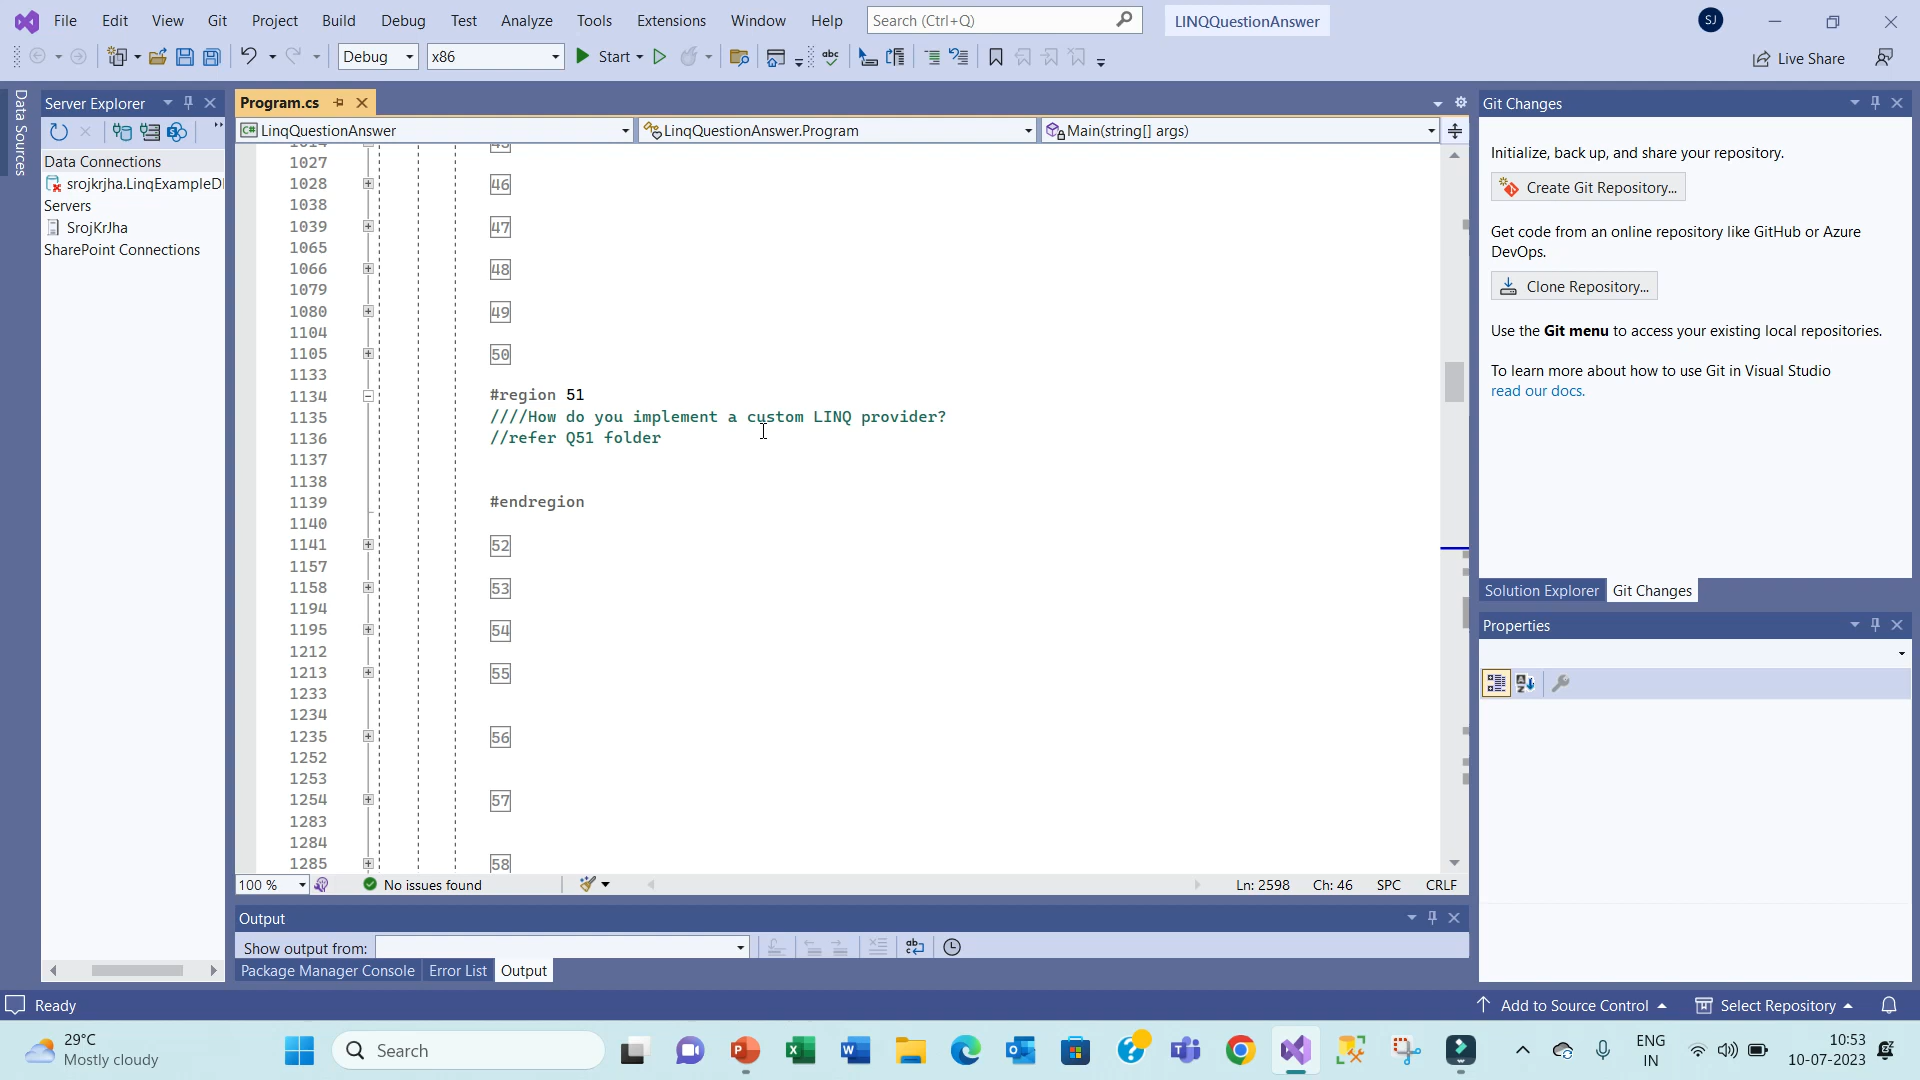 File Edit View Git Project Build Debug Test Analyze Tools Extensions Window Help Search (Ctrl+Q) LINQQuestionAnswer SJ
Debug x86 Start abc Live Share
Data Sources
Server Explorer
Data Connections
srojkrjha.LinqExampleD
Servers
SrojKrJha
SharePoint Connections
Program.cs
C# LinqQuestionAnswer LinqQuestionAnswer.Program Main(string[] args)
1027
1028 46
1038
1039 47
1065
1066 48
1079
1080 49
1104
1105 50
1133
1134 #region 51
1135 ////How do you implement a custom LINQ provider?
1136 //refer Q51 folder
1137
1138
1139 #endregion
1140
1141 52
1157
1158 53
1194
1195 54
1212
1213 55
1233
1234
1235 56
1252
1253
1254 57
1283
1284
1285 58
100 % No issues found Ln: 2598 Ch: 46 SPC CRLF
Output
Show output from:
Package Manager Console Error List Output
Git Changes
Initialize, back up, and share your repository.
Create Git Repository...
Get code from an online repository like GitHub or Azure
DevOps.
Clone Repository...
Use the Git menu to access your existing local repositories.
To learn more about how to use Git in Visual Studio
read our docs.
Solution Explorer Git Changes
Properties
Ready Add to Source Control Select Repository
29°C
Mostly cloudy
Search
ENG
IN
10:53
10-07-2023